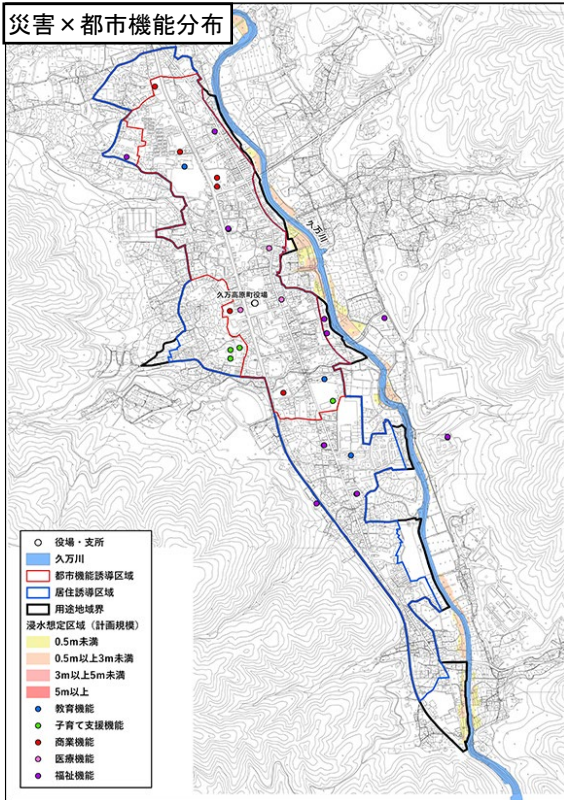 災害×都市機能分布
久万川
久万高原町役場
役場・支所
久万川
都市機能誘導区域
居住誘導区域
用途地域界
浸水想定区域（計画規模）
0.5m未満
0.5m以上3m未満
3m以上5m未満
5m以上
教育機能
子育て支援機能
商業機能
医療機能
福祉機能